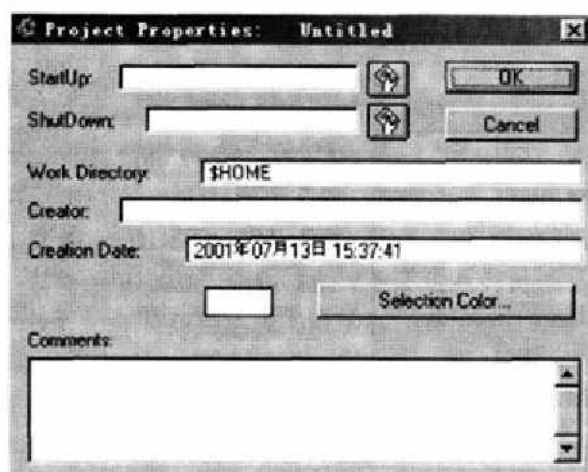 Project Properties: Untitled
StartUp:
OK
ShutDown:
Cancel
Work Directory: $HOME
Creator:
Creation Date: 2001年07月13日 15:37:41
Selection Color...
Comments: